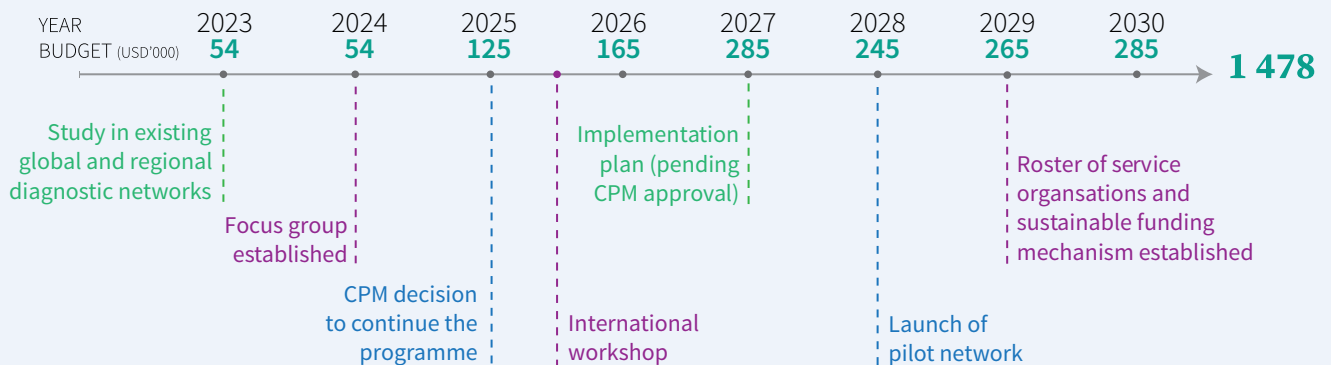 YEAR 2023 2024 2025 2026 2027 2028 2029 2030
BUDGET (USD'000) 54 54 125 165 285 245 265 285
1 478
Study in existing
global and regional
diagnostic networks
Focus group
established
CPM decision
to continue the
programme
International
workshop
Implementation
plan (pending
CPM approval)
Launch of
pilot network
Roster of service
organsations and
sustainable funding
mechanism established